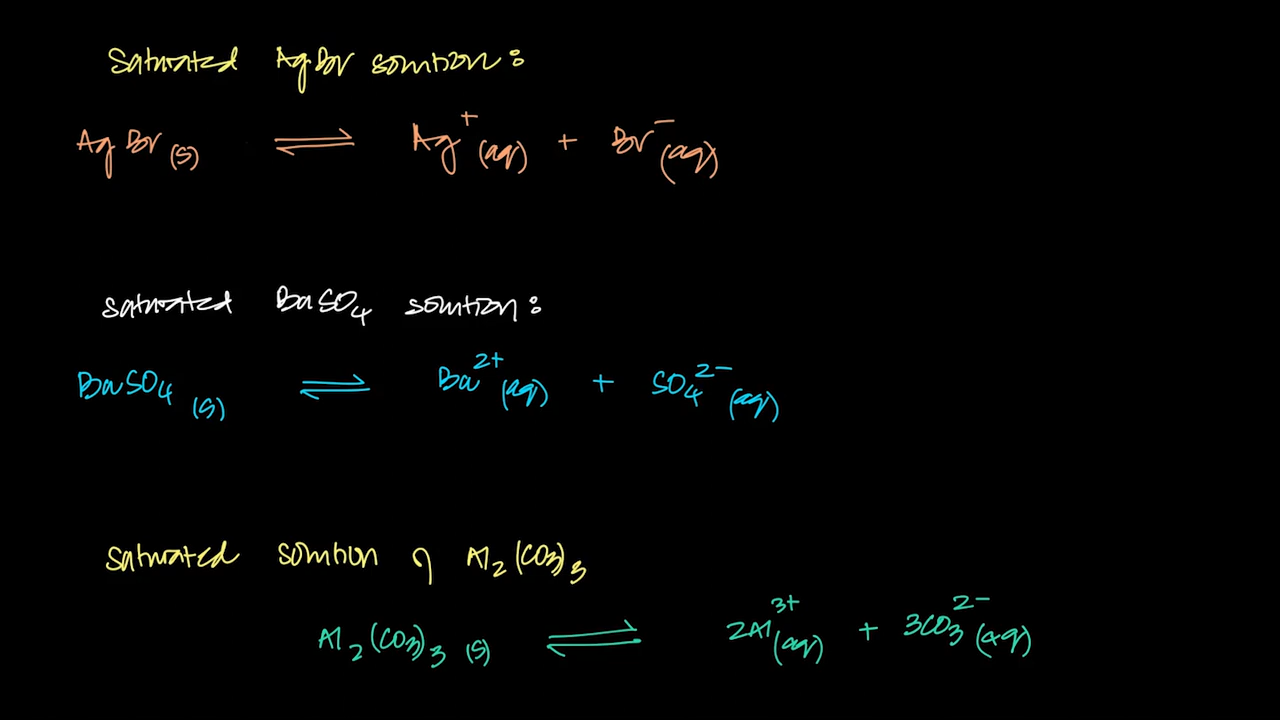 Saturated AgBr solution:
AgBr(s) ⇌ Ag⁺(aq) + Br⁻(aq)
saturated BaSO₄ solution:
BaSO₄(s) ⇌ Ba²⁺(aq) + SO₄²⁻(aq)
saturated solution of Al₂(CO₃)₃
Al₂(CO₃)₃(s) ⇌ 2Al³⁺(aq) + 3CO₃²⁻(aq)